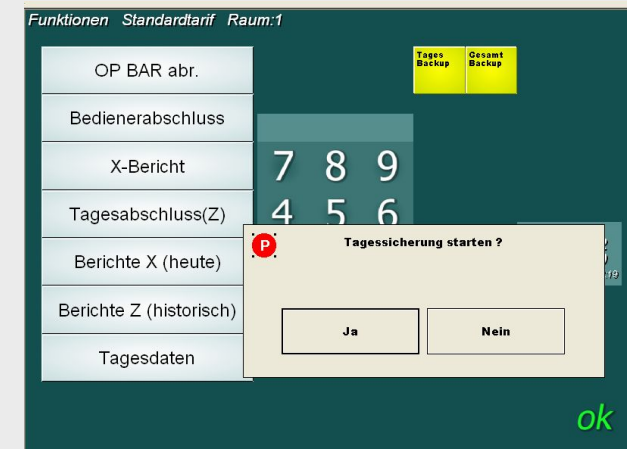 Funktionen Standardtarif Raum:1
OP BAR abr.
Tages Backup
Gesamt Backup
Bedienerabschluss
X-Bericht
7 8 9
Tagesabschluss(Z)
4 5 6
P
Tagessicherung starten ?
Berichte X (heute)
:19
Berichte Z (historisch)
Ja
Nein
Tagesdaten
ok